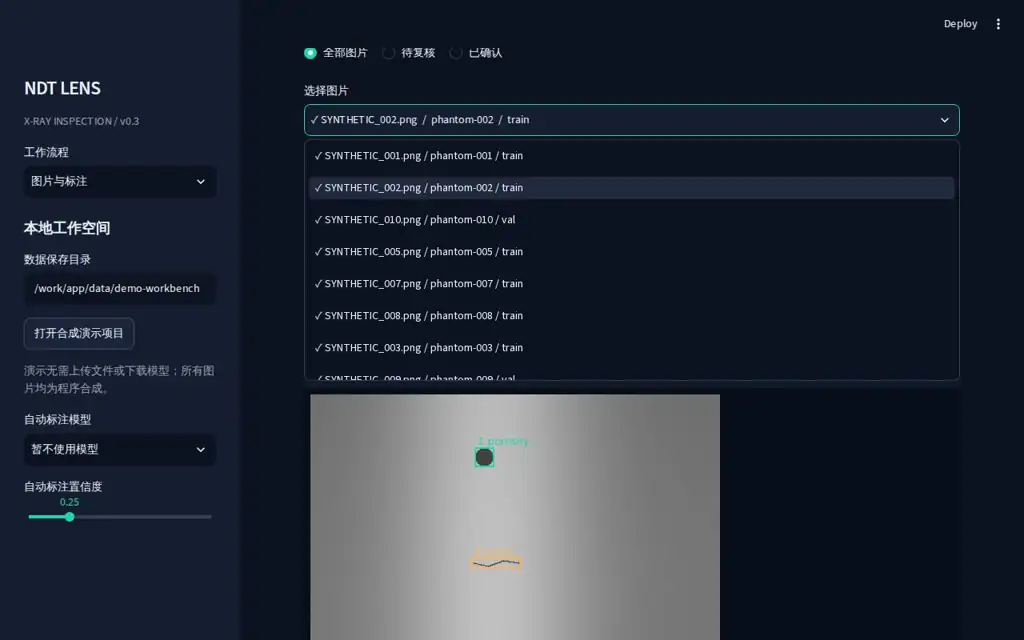 Deploy
NDT LENS
X-RAY INSPECTION / v0.3
工作流程
图片与标注
本地工作空间
数据保存目录
/work/app/data/demo-workbench
打开合成演示项目
演示无需上传文件或下载模型；所有图
片均为程序合成。
自动标注模型
暂不使用模型
自动标注置信度
0.25
全部图片 待复核 已确认
选择图片
✓ SYNTHETIC_002.png / phantom-002 / train
✓ SYNTHETIC_001.png / phantom-001 / train
✓ SYNTHETIC_002.png / phantom-002 / train
✓ SYNTHETIC_010.png / phantom-010 / val
✓ SYNTHETIC_005.png / phantom-005 / train
✓ SYNTHETIC_007.png / phantom-007 / train
✓ SYNTHETIC_008.png / phantom-008 / train
✓ SYNTHETIC_003.png / phantom-003 / train
✓ SYNTHETIC_009.png / phantom-009 / val
1 porosity